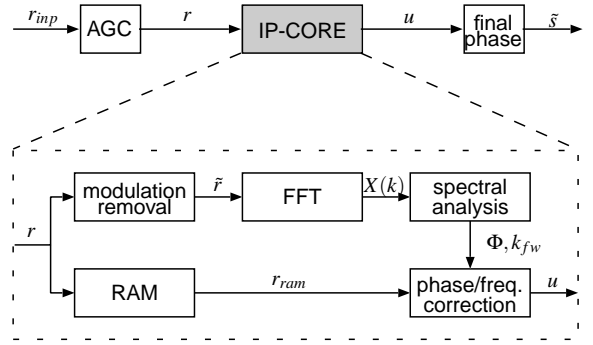 r_inp
AGC
r
IP-CORE
u
final
phase
s̃
modulation
removal
r̃
FFT
X(k)
spectral
analysis
r
Φ, k_fw
RAM
r_ram
phase/freq.
correction
u